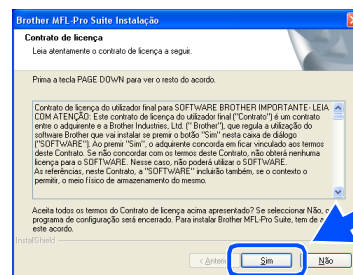 Brother MFL-Pro Suite Instalação
Contrato de licença
Leia atentamente o contrato de licença a seguir.
Prima a tecla PAGE DOWN para ver o resto do acordo.
Contrato de licença do utilizador final para SOFTWARE BROTHER IMPORTANTE- LEIA
COM ATENÇÃO: Este contrato de licença do utilizador final ("Contrato") é um contrato
entre o adquirente e a Brother Industries, Ltd. (" Brother"), que regula a utilização do
software Brother que vai instalar se premir o botão "Sim" nesta caixa de diálogo
("SOFTWARE"). Ao premir "Sim", o adquirente concorda em ficar vinculado aos termos
deste Contrato. Se não concordar com os termos deste Contrato, não obterá nenhuma
licença para o SOFTWARE. Nesse caso, não poderá utilizar o SOFTWARE.
As referências, neste Contrato, a "SOFTWARE" incluirão também, se o contexto o
permitir, o meio físico de armazenamento do mesmo.
Aceita todos os termos do Contrato de licença acima apresentado? Se seleccionar Não, o
programa de configuração será encerrado. Para instalar Brother MFL-Pro Suite, tem de a
este acordo.
InstallShield
< Anteri
Sim
Não